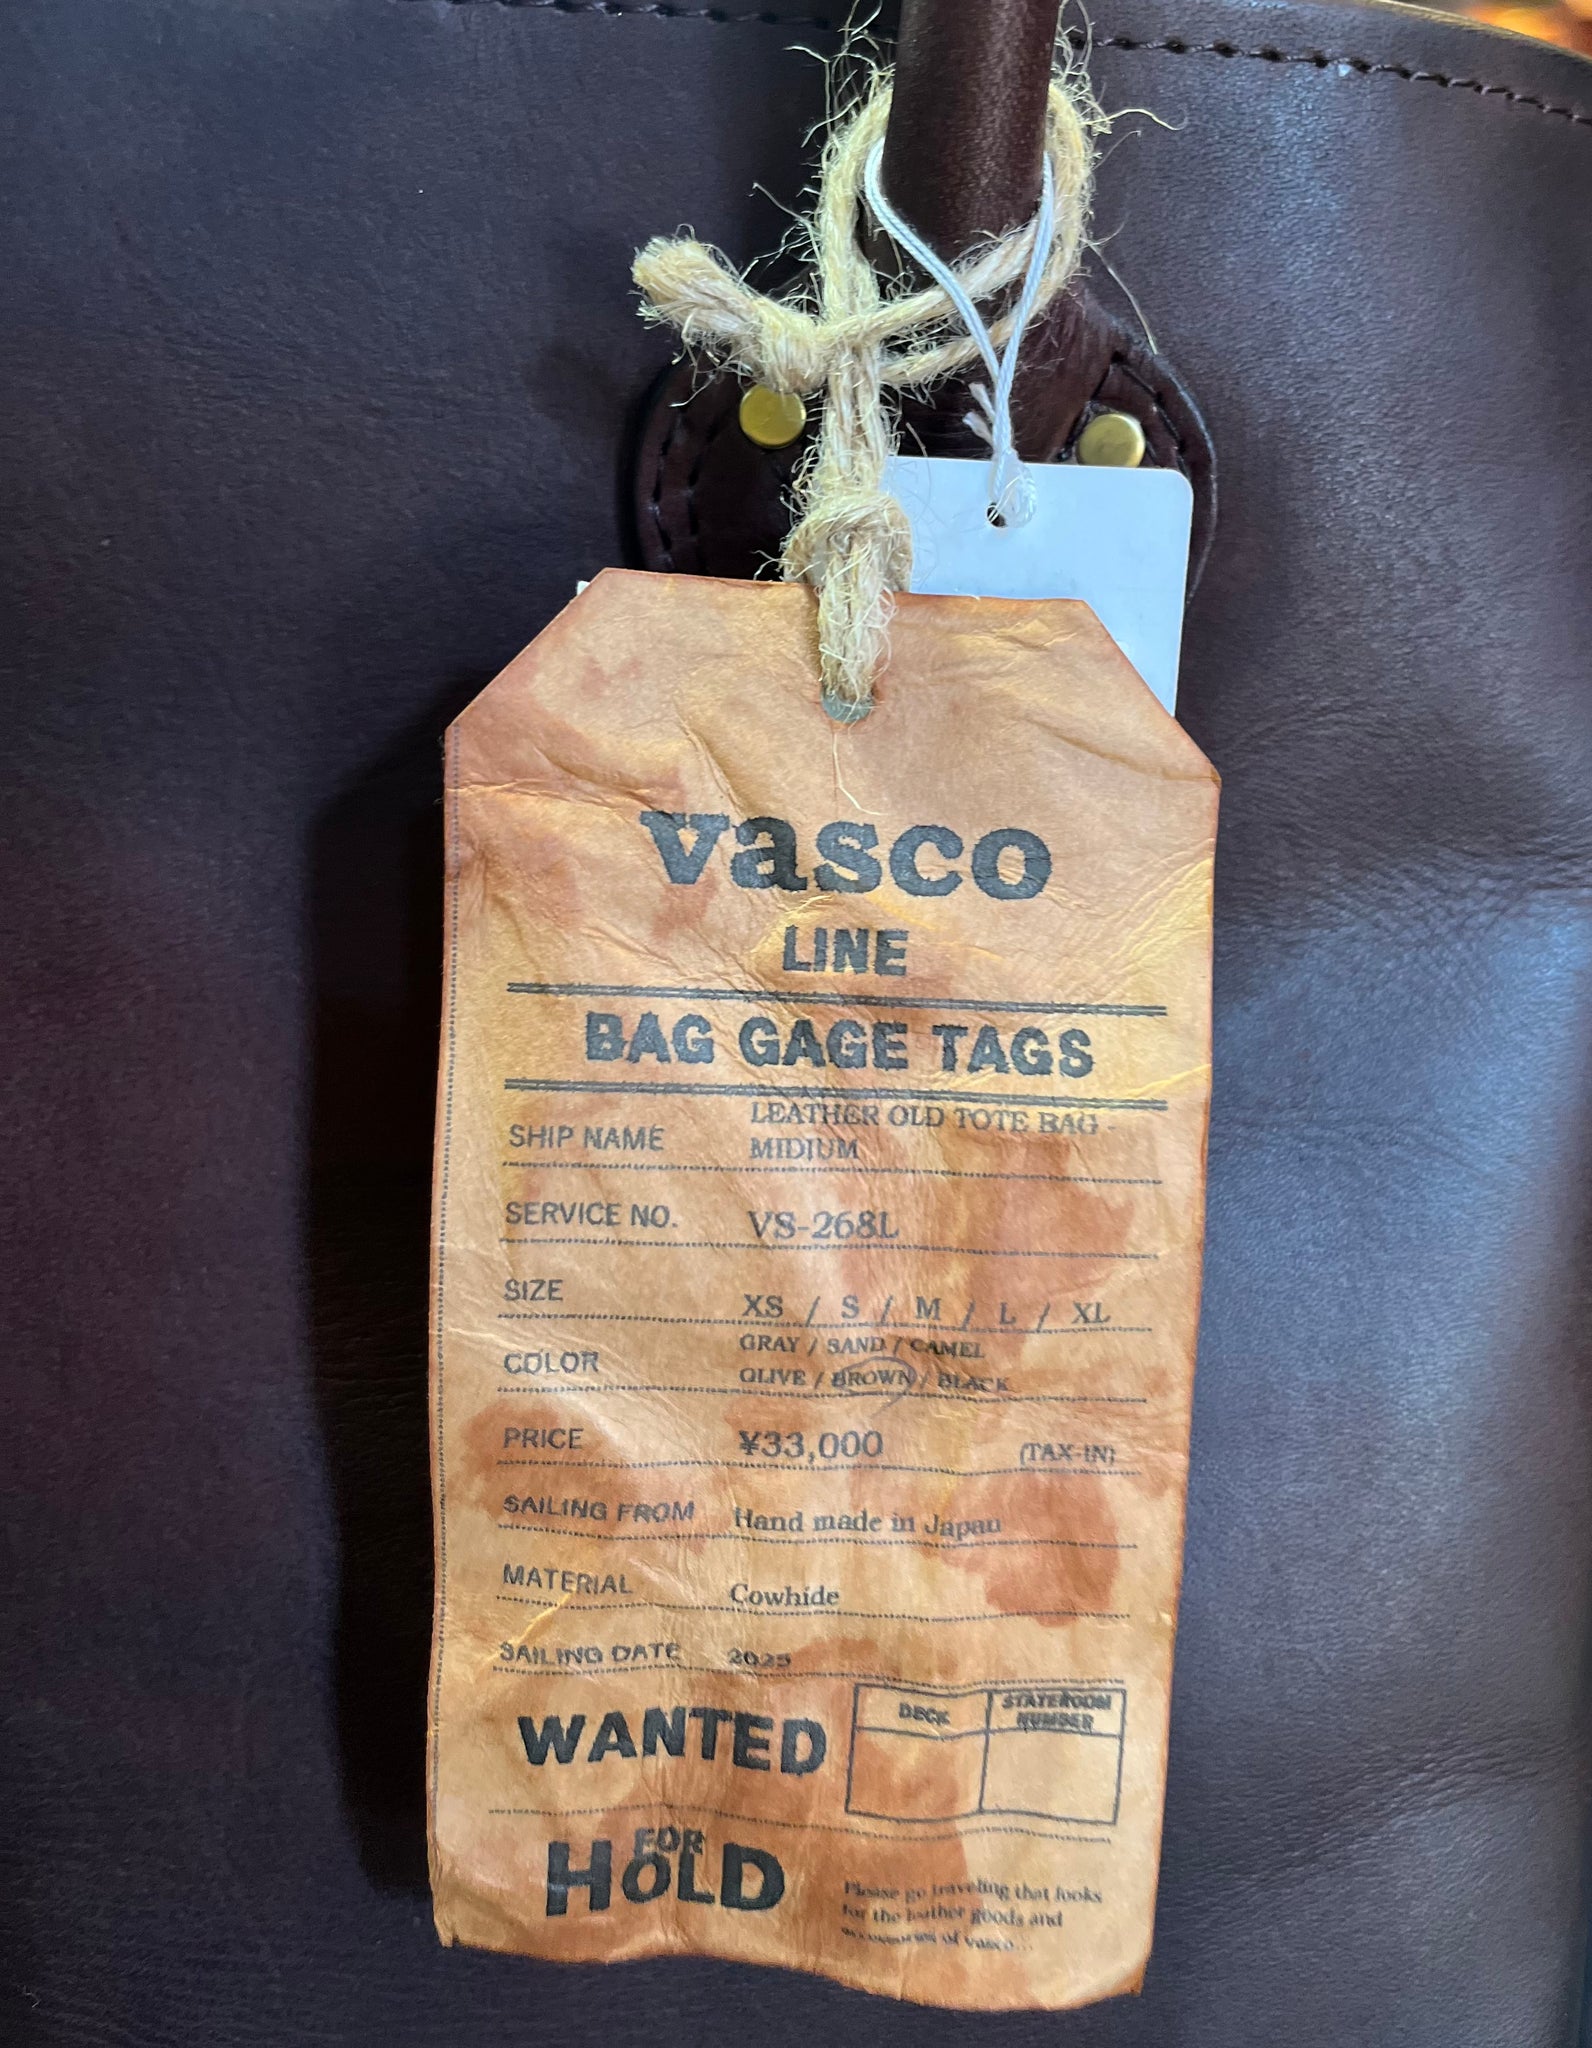 vasco
LINE
BAG GAGE TAGS
SHIP NAME LEATHER OLD TOTE BAG -
MIDIUM
SERVICE NO. VS-268L
SIZE XS / S / M / L / XL
COLOR GRAY / SAND / CAMEL
OLIVE / BROWN / BLACK
PRICE ¥33,000 (TAX-IN)
SAILING FROM Hand made in Japan
MATERIAL Cowhide
SAILING DATE 2025
WANTED
DECK STATEROOM
NUMBER
FOR
HOLD
Please go traveling that looks
for the leather goods and
accessories of vasco...